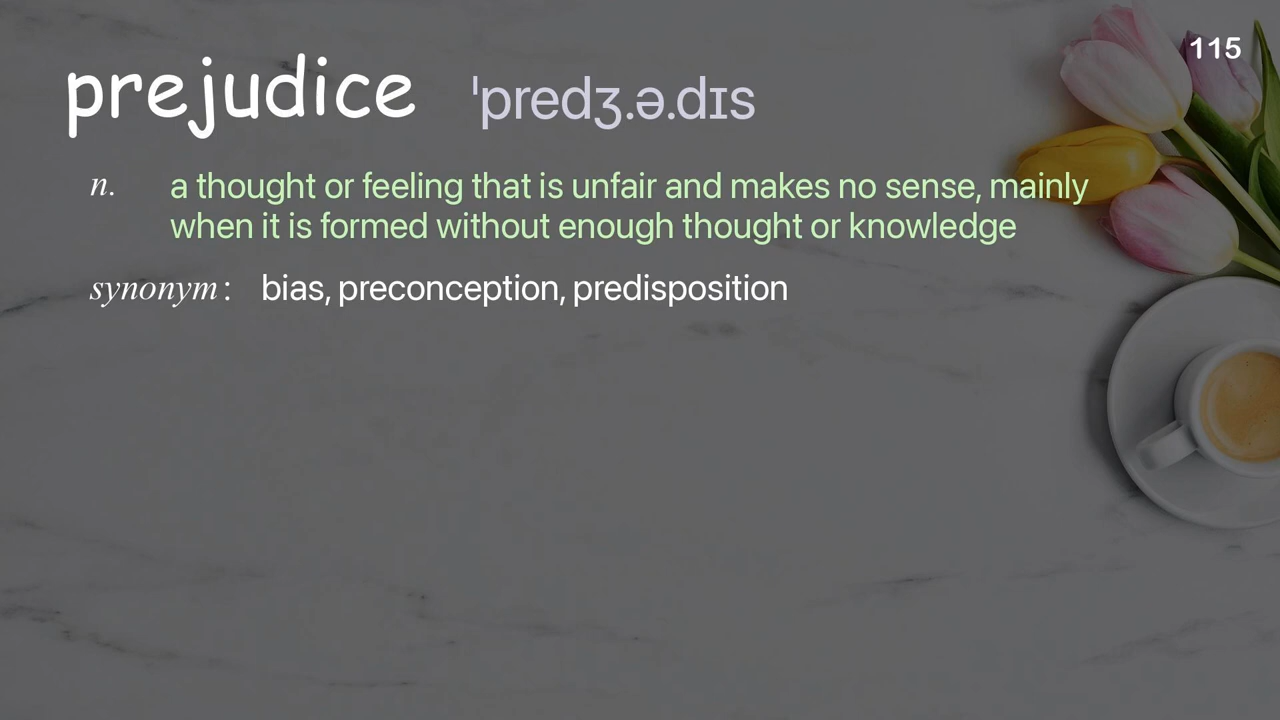 115
prejudice ˈpredʒ.ə.dɪs
n. a thought or feeling that is unfair and makes no sense, mainly
when it is formed without enough thought or knowledge
synonym: bias, preconception, predisposition